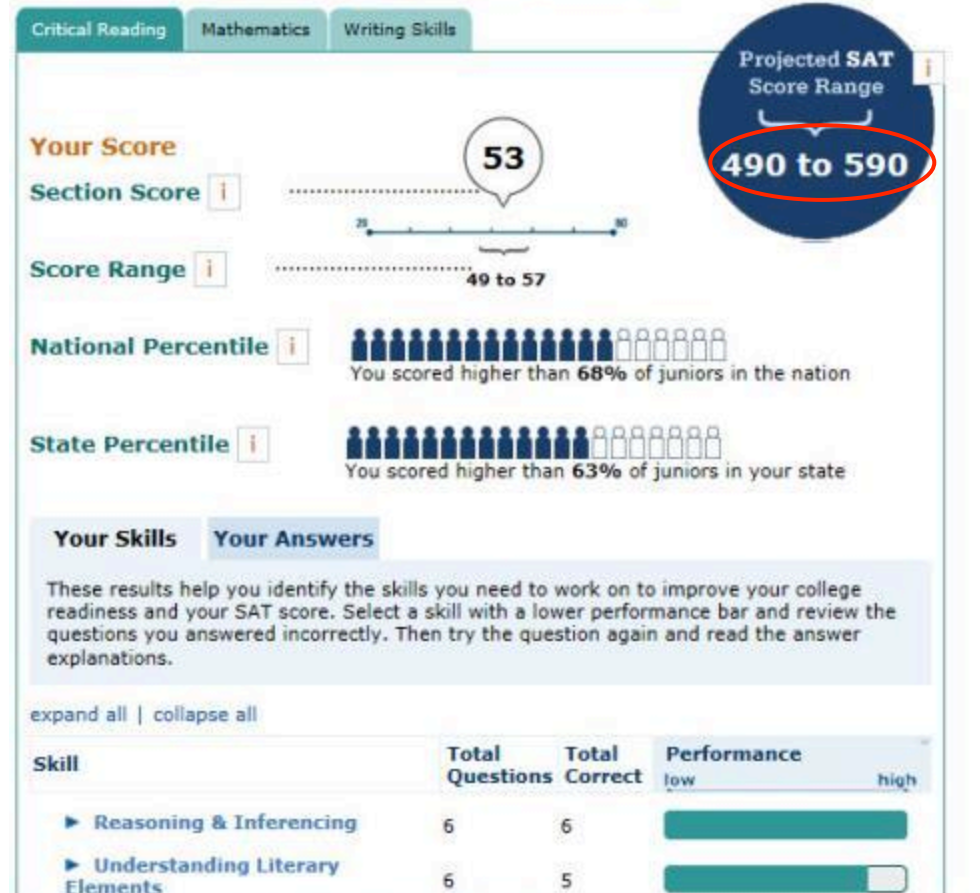 Critical Reading Mathematics Writing Skills
Projected SAT
Score Range
490 to 590
i
Your Score
53
Section Score i
20 80
Score Range i
49 to 57
National Percentile i
You scored higher than 68% of juniors in the nation
State Percentile i
You scored higher than 63% of juniors in your state
Your Skills Your Answers
These results help you identify the skills you need to work on to improve your college
readiness and your SAT score. Select a skill with a lower performance bar and review the
questions you answered incorrectly. Then try the question again and read the answer
explanations.
expand all | collapse all
Skill
Total
Questions
Total
Correct
Performance
low high
► Reasoning & Inferencing 6 6
► Understanding Literary
Elements 6 5